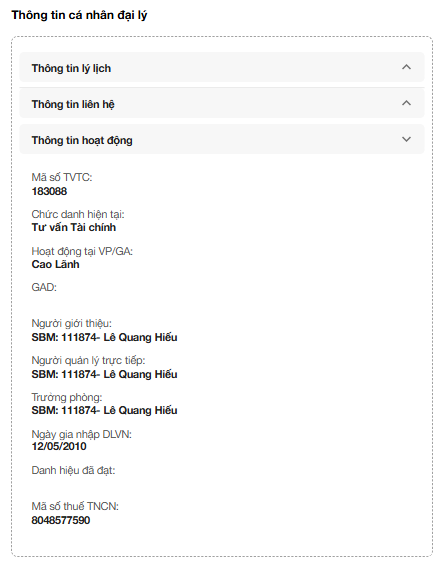 Thông tin cá nhân đại lý
Thông tin lý lịch
Thông tin liên hệ
Thông tin hoạt động
Mã số TVTC:
183088
Chức danh hiện tại:
Tư vấn Tài chính
Hoạt động tại VP/GA:
Cao Lãnh
GAD:
Người giới thiệu:
SBM: 111874- Lê Quang Hiếu
Người quản lý trực tiếp:
SBM: 111874- Lê Quang Hiếu
Trưởng phòng:
SBM: 111874- Lê Quang Hiếu
Ngày gia nhập DLVN:
12/05/2010
Danh hiệu đã đạt:
Mã số thuế TNCN:
8048577590